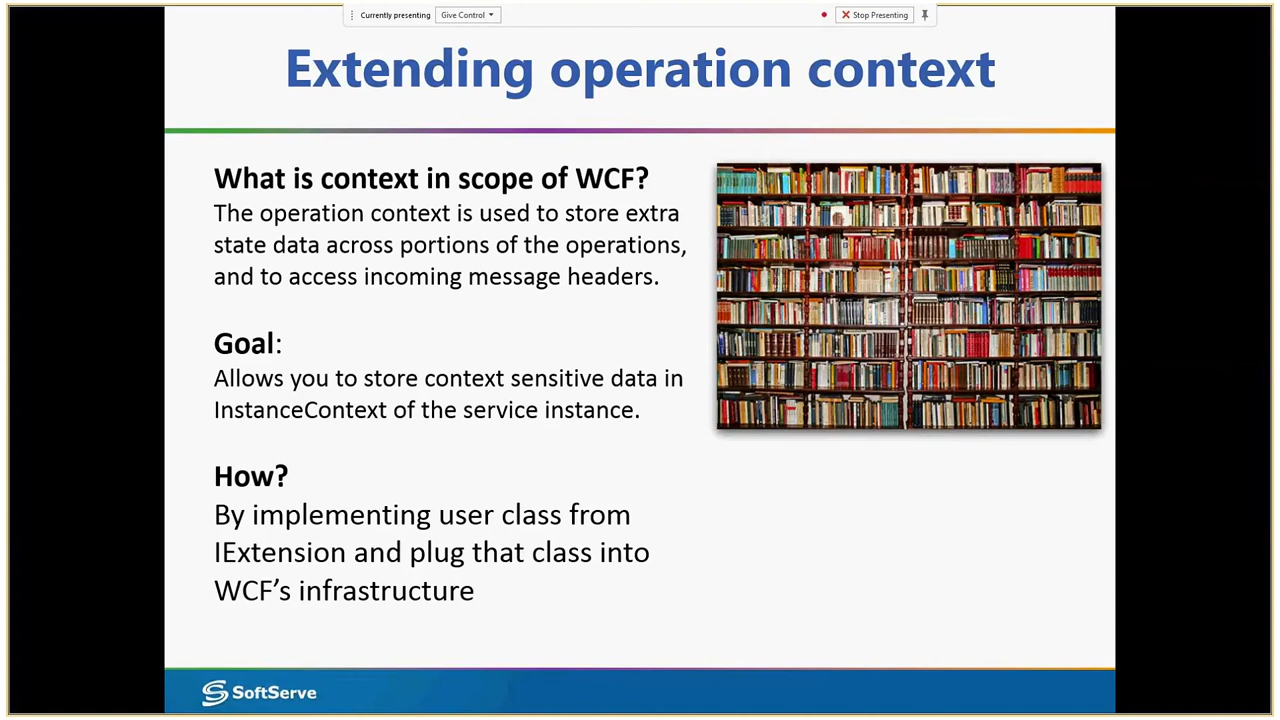 Currently presenting
Give Control
Stop Presenting
Extending operation context
What is context in scope of WCF?
The operation context is used to store extra
state data across portions of the operations,
and to access incoming message headers.
Goal:
Allows you to store context sensitive data in
InstanceContext of the service instance.
How?
By implementing user class from
IExtension and plug that class into
WCF’s infrastructure
SoftServe